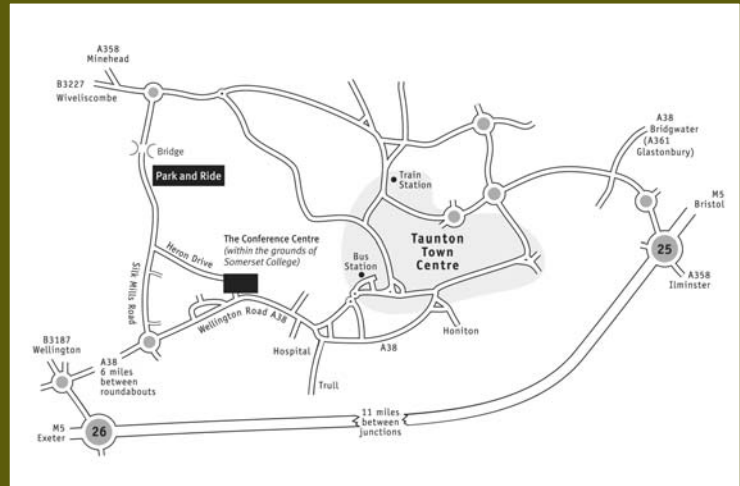 A358
Minehead
B3227
Wiveliscombe
Bridge
Park and Ride
A38
Bridgwater
(A361
Glastonbury)
M5
Bristol
Train
Station
The Conference Centre
(within the grounds of
Somerset College)
Heron Drive
Taunton
Town
Centre
Bus
Station
25
A358
Ilminster
Silk Mills Road
Wellington Road A38
Honiton
Hospital
A38
B3187
Wellington
A38
6 miles
between
roundabouts
Trull
11 miles
between
junctions
M5
Exeter
26